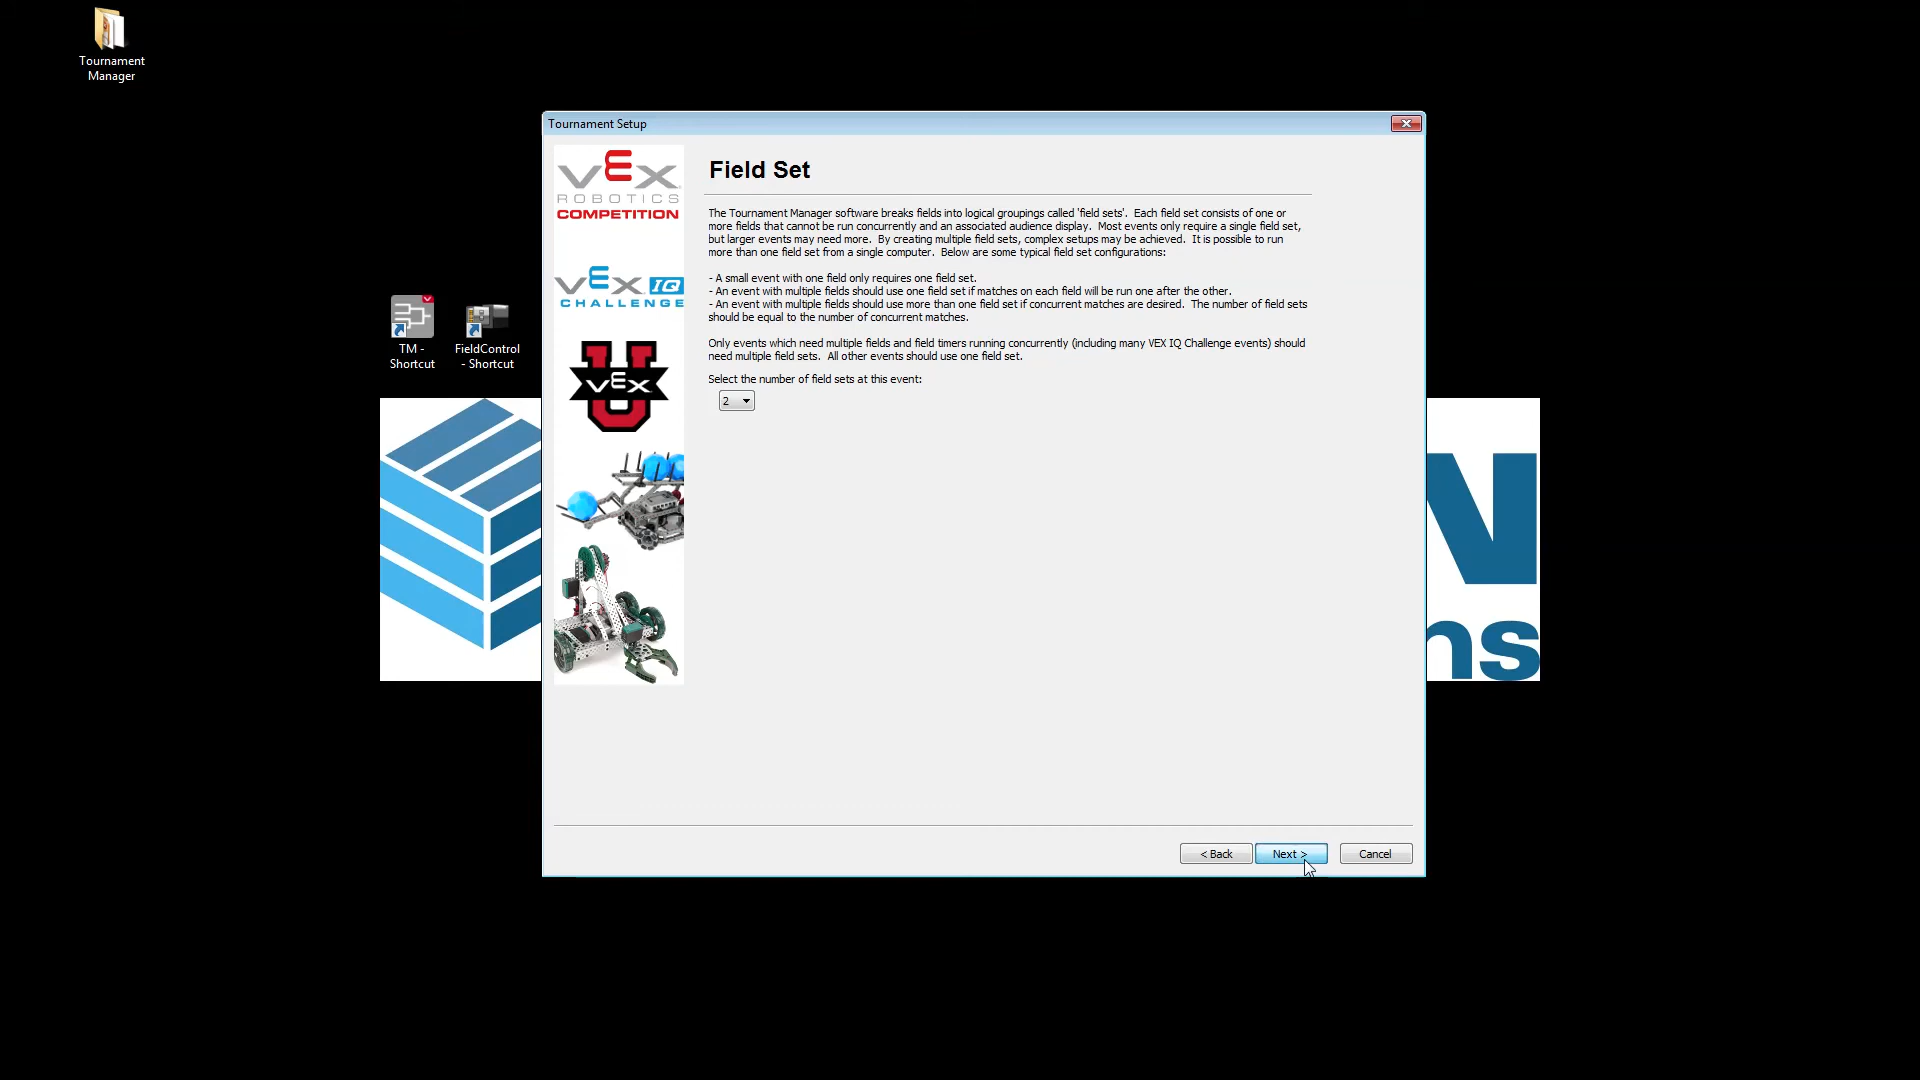 Tournament
Manager
Tournament Setup
VEX
ROBOTICS
COMPETITION
Field Set
The Tournament Manager software breaks fields into logical groupings called 'field sets'.  Each field set consists of one or
more fields that cannot be run concurrently and an associated audience display.  Most events only require a single field set,
but larger events may need more.  By creating multiple field sets, complex setups may be achieved.  It is possible to run
more than one field set from a single computer.  Below are some typical field set configurations:
VEX IQ
CHALLENGE
- A small event with one field only requires one field set.
- An event with multiple fields should use one field set if matches on each field will be run one after the other.
- An event with multiple fields should use more than one field set if concurrent matches are desired.  The number of field sets
should be equal to the number of concurrent matches.
TM -
Shortcut
FieldControl
- Shortcut
U
VEX
Only events which need multiple fields and field timers running concurrently (including many VEX IQ Challenge events) should
need multiple field sets.  All other events should use one field set.
Select the number of field sets at this event:
2
N
ns
< Back
Next >
Cancel